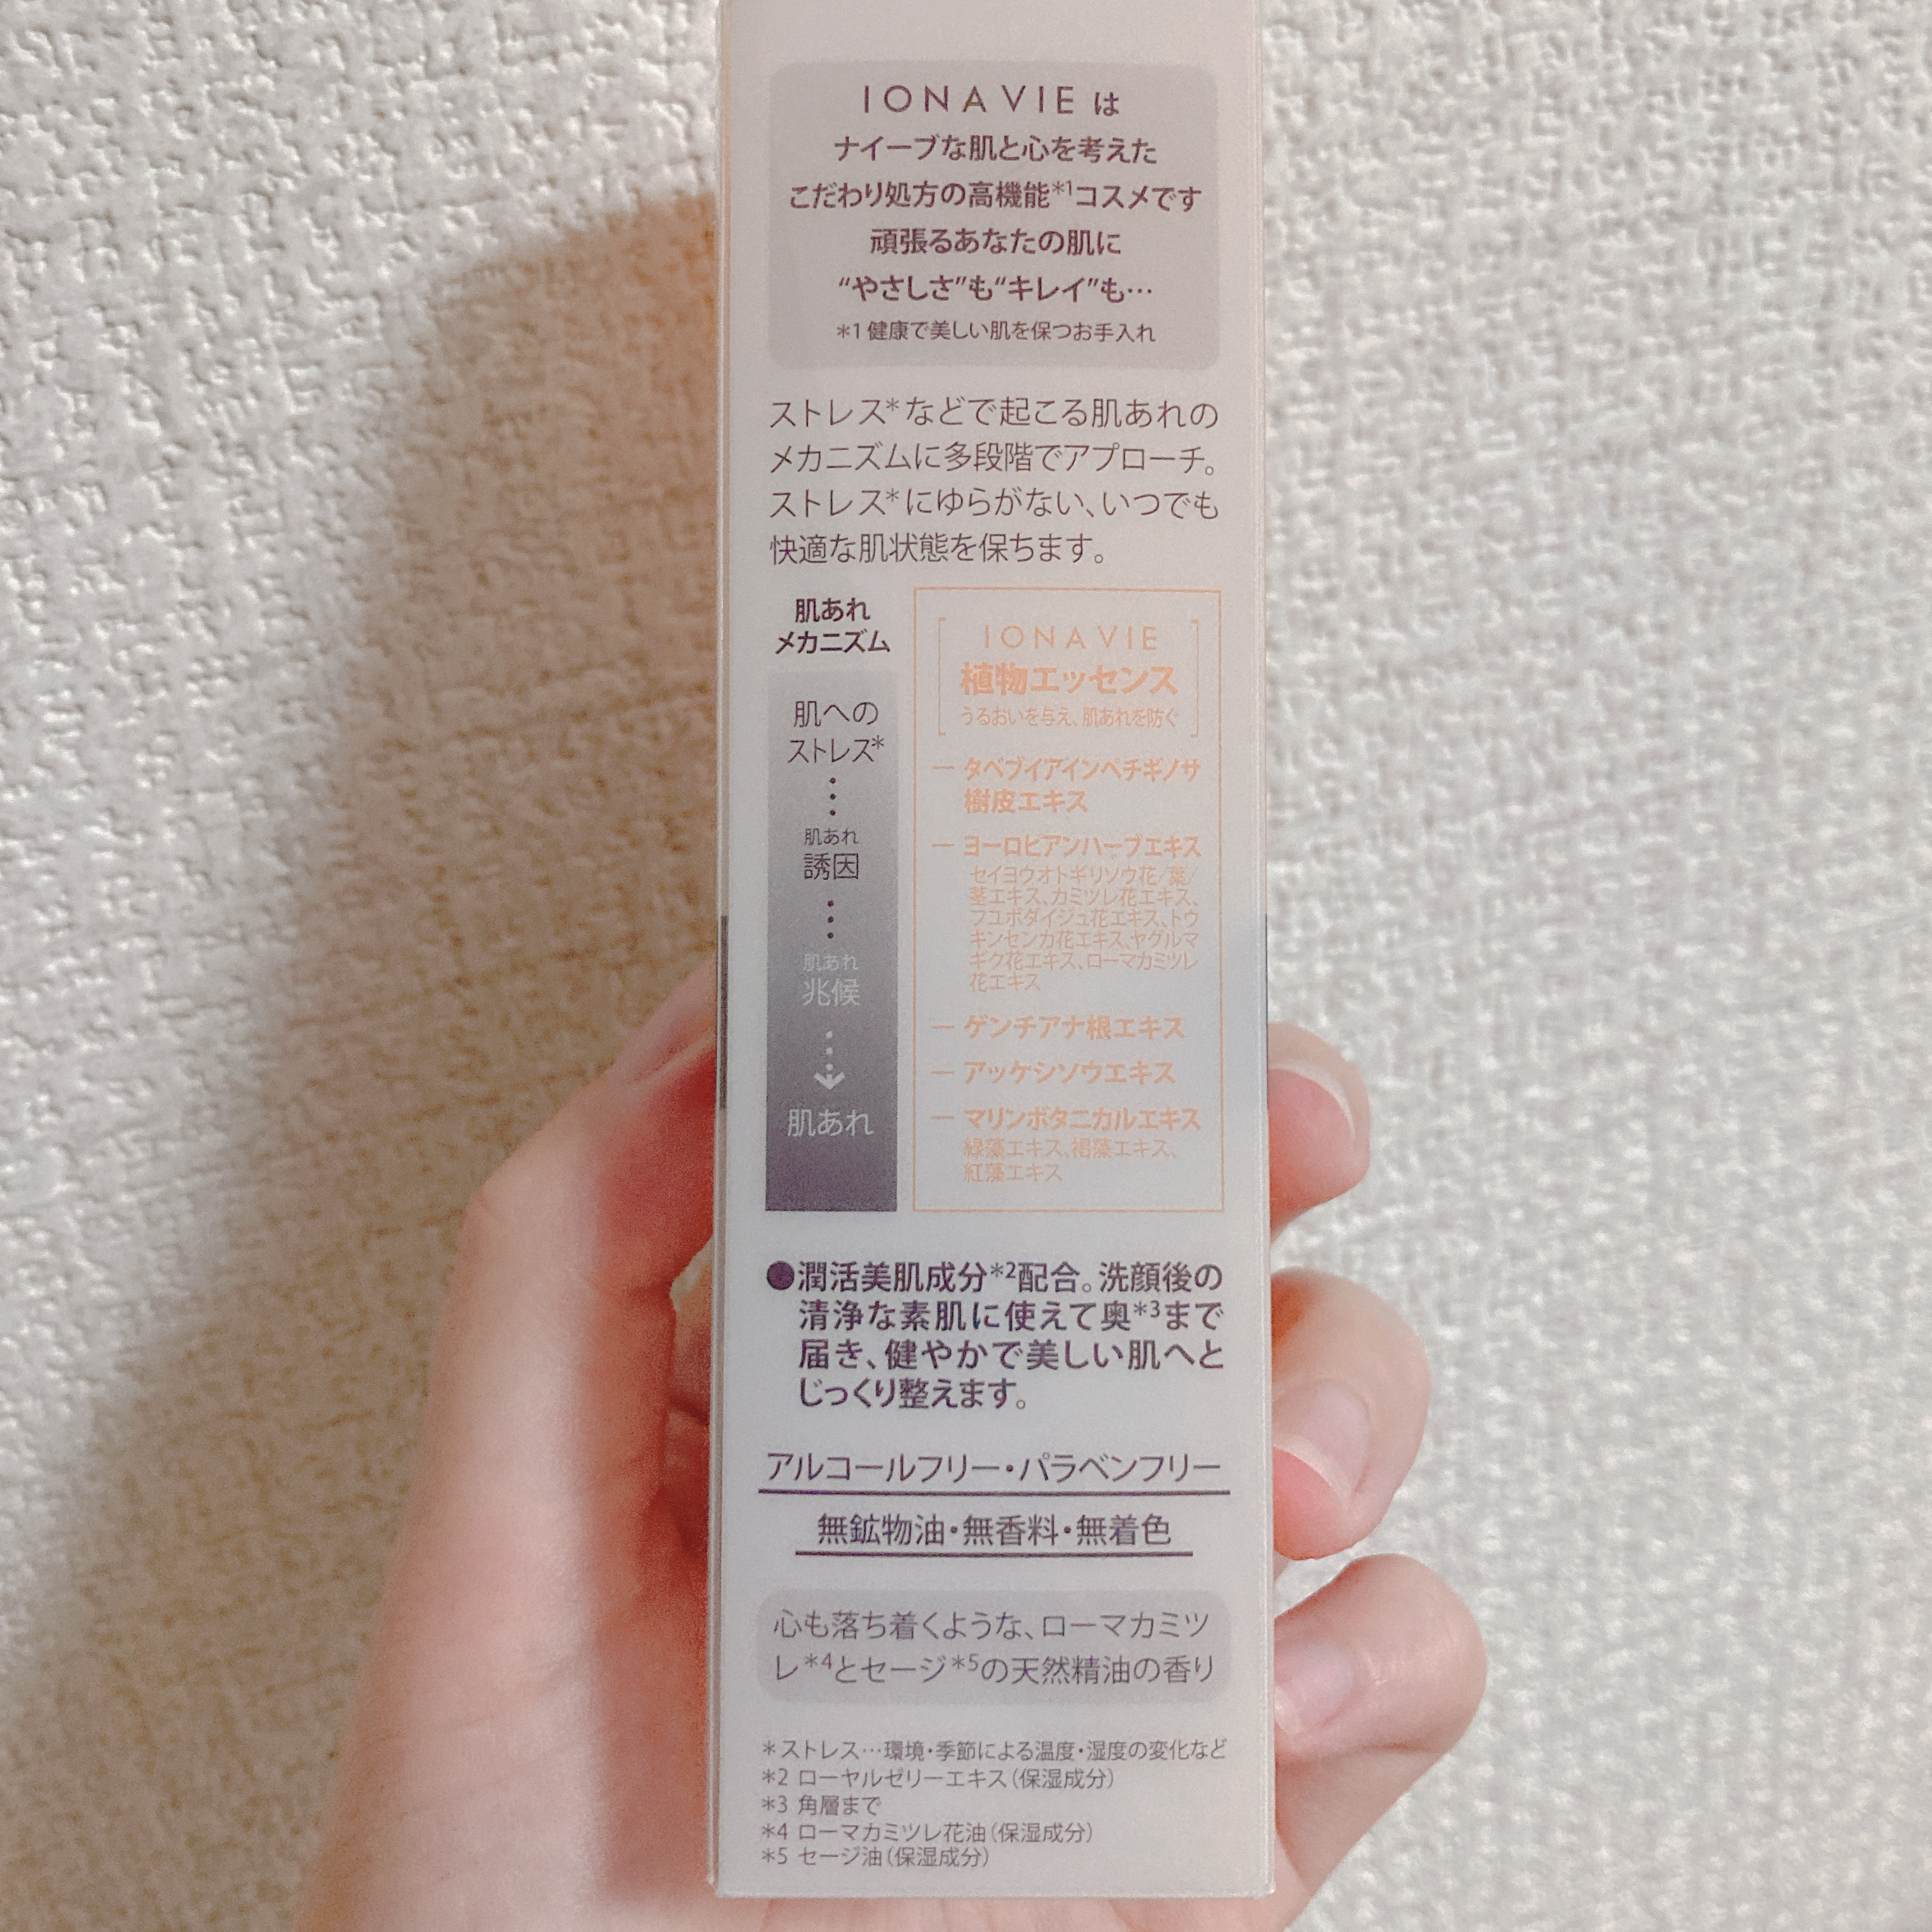 IONA VIE は
ナイーブな肌と心を考えた
こだわり処方の高機能*1コスメです
頑張るあなたの肌に
“やさしさ”も“キレイ”も…
*1 健康で美しい肌を保つお手入れ
ストレス*などで起こる肌あれの
メカニズムに多段階でアプローチ。
ストレス*にゆらがない、いつでも
快適な肌状態を保ちます。
肌あれ
メカニズム
肌への
ストレス*
肌あれ
誘因
肌あれ
兆候
肌あれ
IONA VIE
植物エッセンス
うるおいを与え、肌あれを防ぐ
タベブイアインペチギノサ
樹皮エキス
ヨーロピアンハーブエキス
セイヨウオトギリソウ花/葉/
茎エキス、カミツレ花エキス、
フユボダイジュ花エキス、トウ
キンセンカ花エキス、ヤグルマ
ギク花エキス、ローマカミツレ
花エキス
ゲンチアナ根エキス
アッケシソウエキス
マリンボタニカルエキス
緑藻エキス、褐藻エキス、
紅藻エキス
●潤活美肌成分*2配合。洗顔後の
清浄な素肌に使えて奥*3まで
届き、健やかで美しい肌へと
じっくり整えます。
アルコールフリー・パラベンフリー
無鉱物油・無香料・無着色
心も落ち着くような、ローマカミツ
レ*4とセージ*5の天然精油の香り
*ストレス…環境・季節による温度・湿度の変化など
*2 ローヤルゼリーエキス(保湿成分)
*3 角層まで
*4 ローマカミツレ花油(保湿成分)
*5 セージ油(保湿成分)